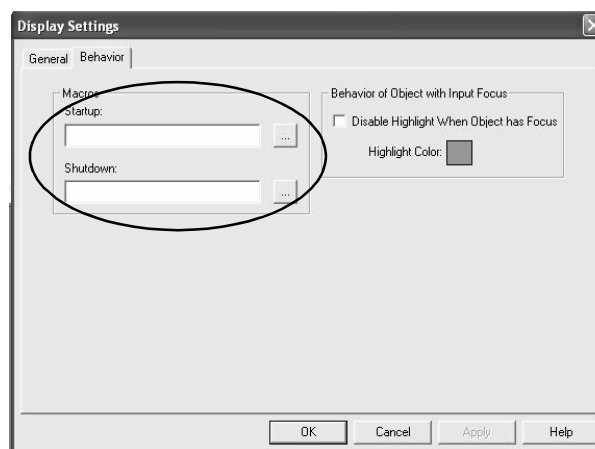 Display Settings
General Behavior
Macros
Startup:
...
Shutdown:
...
Behavior of Object with Input Focus
Disable Highlight When Object has Focus
Highlight Color:
OK Cancel Apply Help